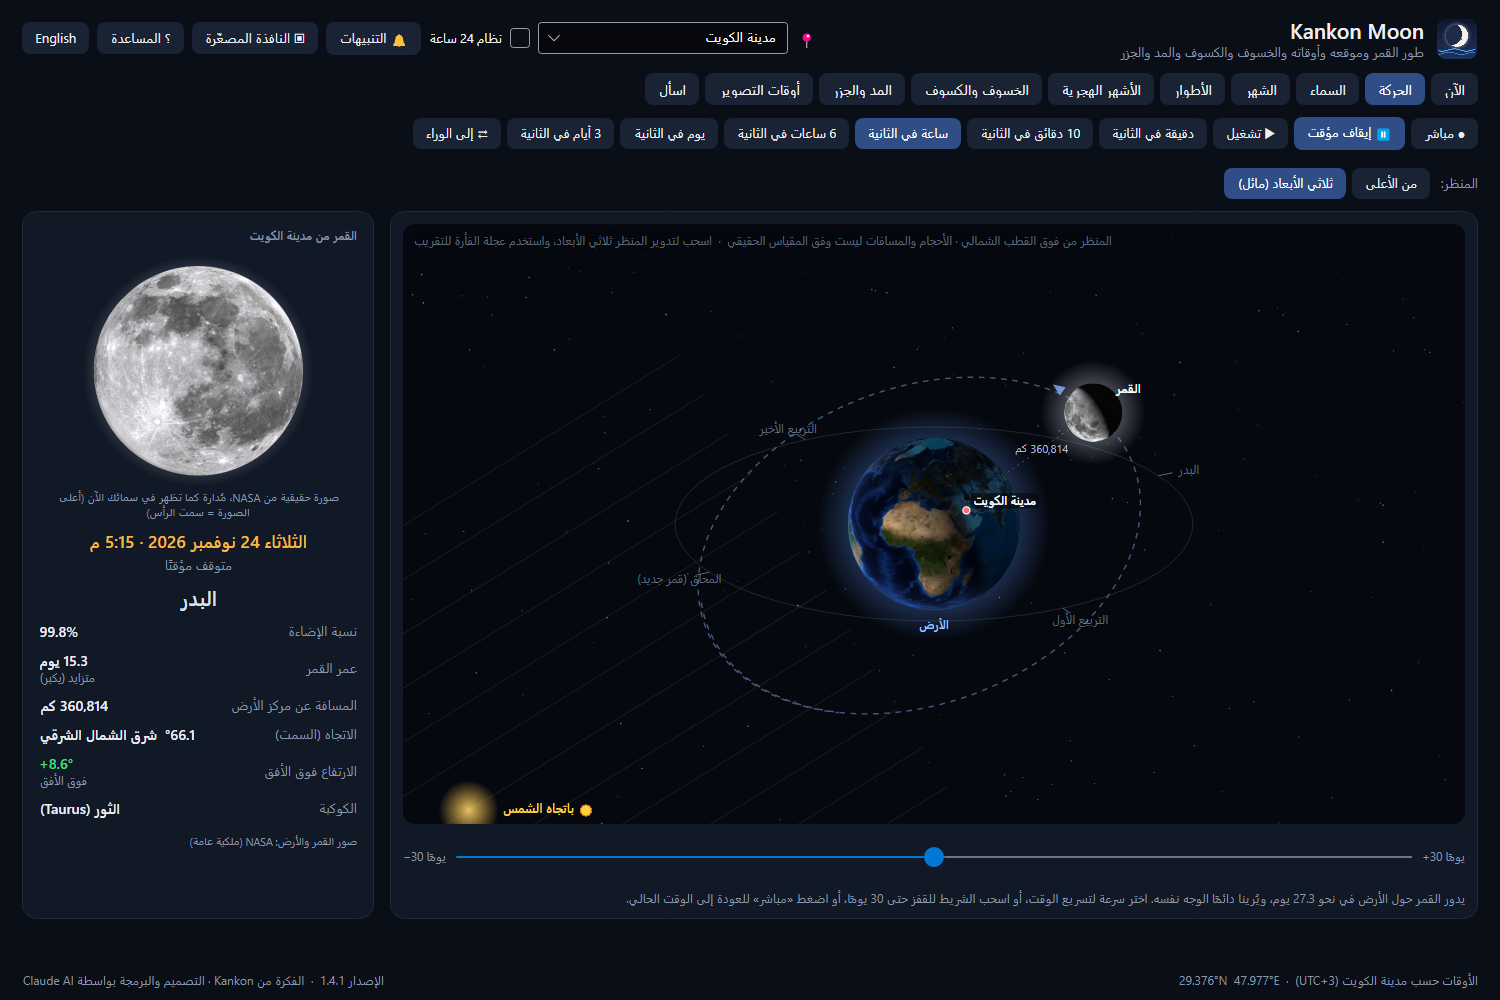 Kankon Moon
طور القمر وموقعه وأوقاته والخسوف والكسوف والمد والجزر
مدينة الكويت
نظام 24 ساعة
التنبيهات
النافذة المصغّرة
؟ المساعدة
English
الآن
الحركة
السماء
الشهر
الأطوار
الأشهر الهجرية
الخسوف والكسوف
المد والجزر
أوقات التصوير
اسأل
● مباشر
إيقاف مؤقت
▶ تشغيل
دقيقة في الثانية
10 دقائق في الثانية
ساعة في الثانية
6 ساعات في الثانية
يوم في الثانية
3 أيام في الثانية
⇄ إلى الوراء
المنظر:
من الأعلى
ثلاثي الأبعاد (مائل)
المنظر من فوق القطب الشمالي · الأحجام والمسافات ليست وفق المقياس الحقيقي · اسحب لتدوير المنظر ثلاثي الأبعاد، واستخدم عجلة الفأرة للتقريب
القمر
360,814 كم
التربيع الأخير
البدر
مدينة الكويت
المحاق (قمر جديد)
التربيع الأول
الأرض
باتجاه الشمس
+30 يومًا
−30 يومًا
يدور القمر حول الأرض في نحو 27.3 يوم، ويُرينا دائمًا الوجه نفسه. اختر سرعة لتسريع الوقت، أو اسحب الشريط للقفز حتى 30 يومًا، أو اضغط «مباشر» للعودة إلى الوقت الحالي.
القمر من مدينة الكويت
صورة حقيقية من NASA، مُدارة كما تظهر في سمائك الآن (أعلى
الصورة = سمت الرأس)
الثلاثاء 24 نوفمبر 2026 · 5:15 م
متوقف مؤقتًا
البدر
نسبة الإضاءة 99.8%
عمر القمر 15.3 يوم
متزايد (يكبر)
المسافة عن مركز الأرض 360,814 كم
الاتجاه (السمت) 66.1° شرق الشمال الشرقي
الارتفاع فوق الأفق +8.6°
فوق الأفق
الكوكبة الثور (Taurus)
صور القمر والأرض: NASA (ملكية عامة)
الأوقات حسب مدينة الكويت (UTC+3) · 29.376°N 47.977°E
الإصدار 1.4.1 · الفكرة من Kankon · التصميم والبرمجة بواسطة Claude AI